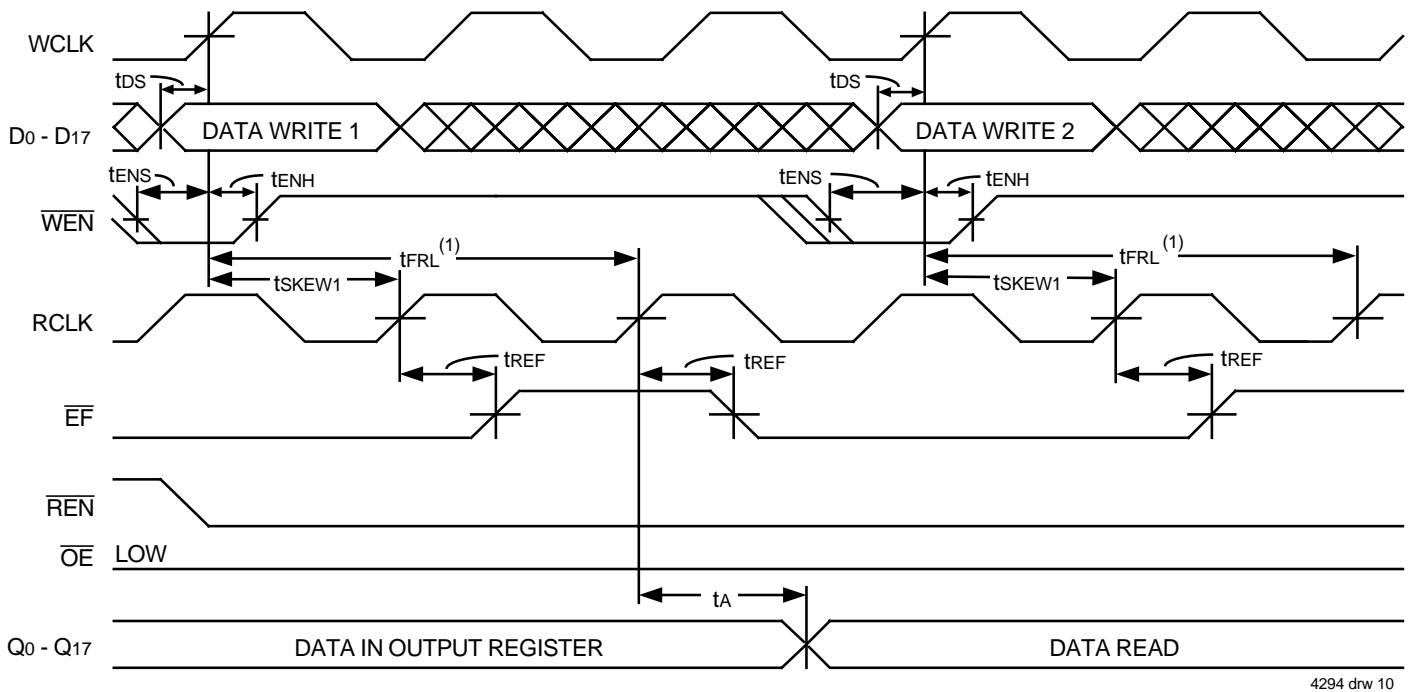 WCLK
tDS
tDS
D0 - D17
DATA WRITE 1
DATA WRITE 2
tENS
tENH
tENS
tENH
WEN
tFRL(1)
tFRL(1)
tSKEW1
tSKEW1
RCLK
tREF
tREF
tREF
EF
REN
OE
LOW
tA
Q0 - Q17
DATA IN OUTPUT REGISTER
DATA READ
4294 drw 10